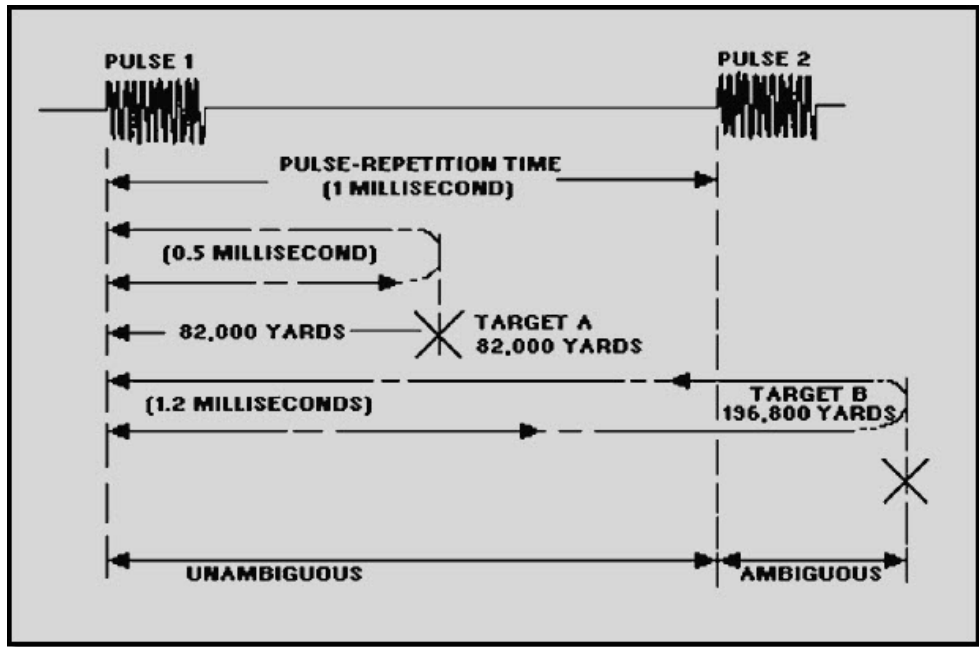 PULSE 1
PULSE 2
PULSE-REPETITION TIME
(1 MILLISECOND)
(0.5 MILLISECOND)
82,000 YARDS
TARGET A
82,000 YARDS
(1.2 MILLISECONDS)
TARGET B
196,800 YARDS
UNAMBIGUOUS
AMBIGUOUS